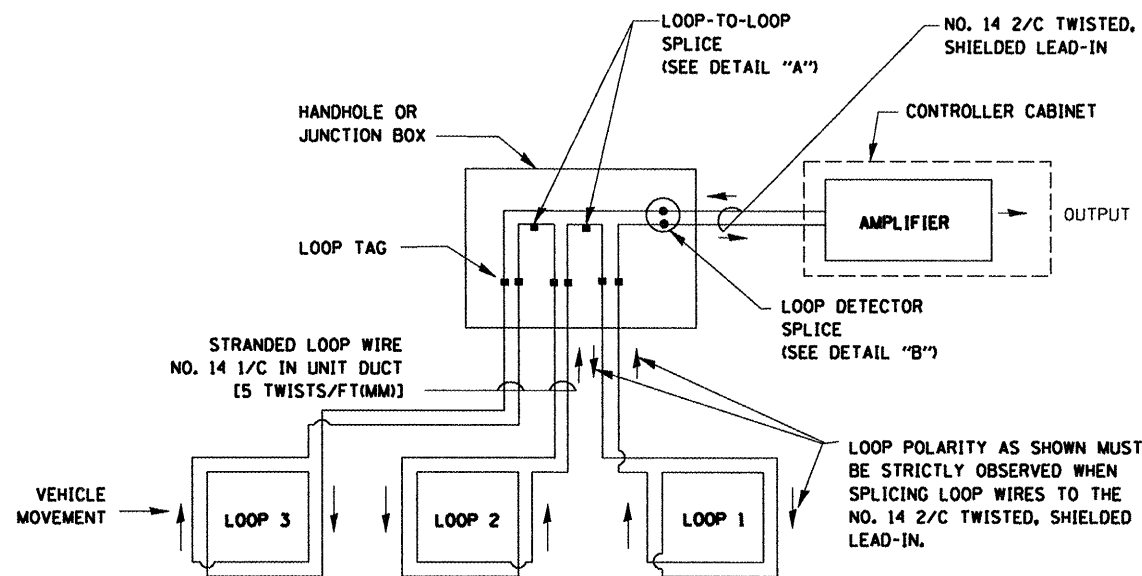 LOOP-TO-LOOP
SPLICE
(SEE DETAIL "A")
NO. 14 2/C TWISTED,
SHIELDED LEAD-IN
HANDHOLE OR
JUNCTION BOX
CONTROLLER CABINET
AMPLIFIER
OUTPUT
LOOP TAG
LOOP DETECTOR
SPLICE
(SEE DETAIL "B")
STRANDED LOOP WIRE
NO. 14 1/C IN UNIT DUCT
[5 TWISTS/FT(MM)]
LOOP POLARITY AS SHOWN MUST
BE STRICTLY OBSERVED WHEN
SPLICING LOOP WIRES TO THE
NO. 14 2/C TWISTED, SHIELDED
LEAD-IN.
VEHICLE
MOVEMENT
LOOP 3
LOOP 2
LOOP 1